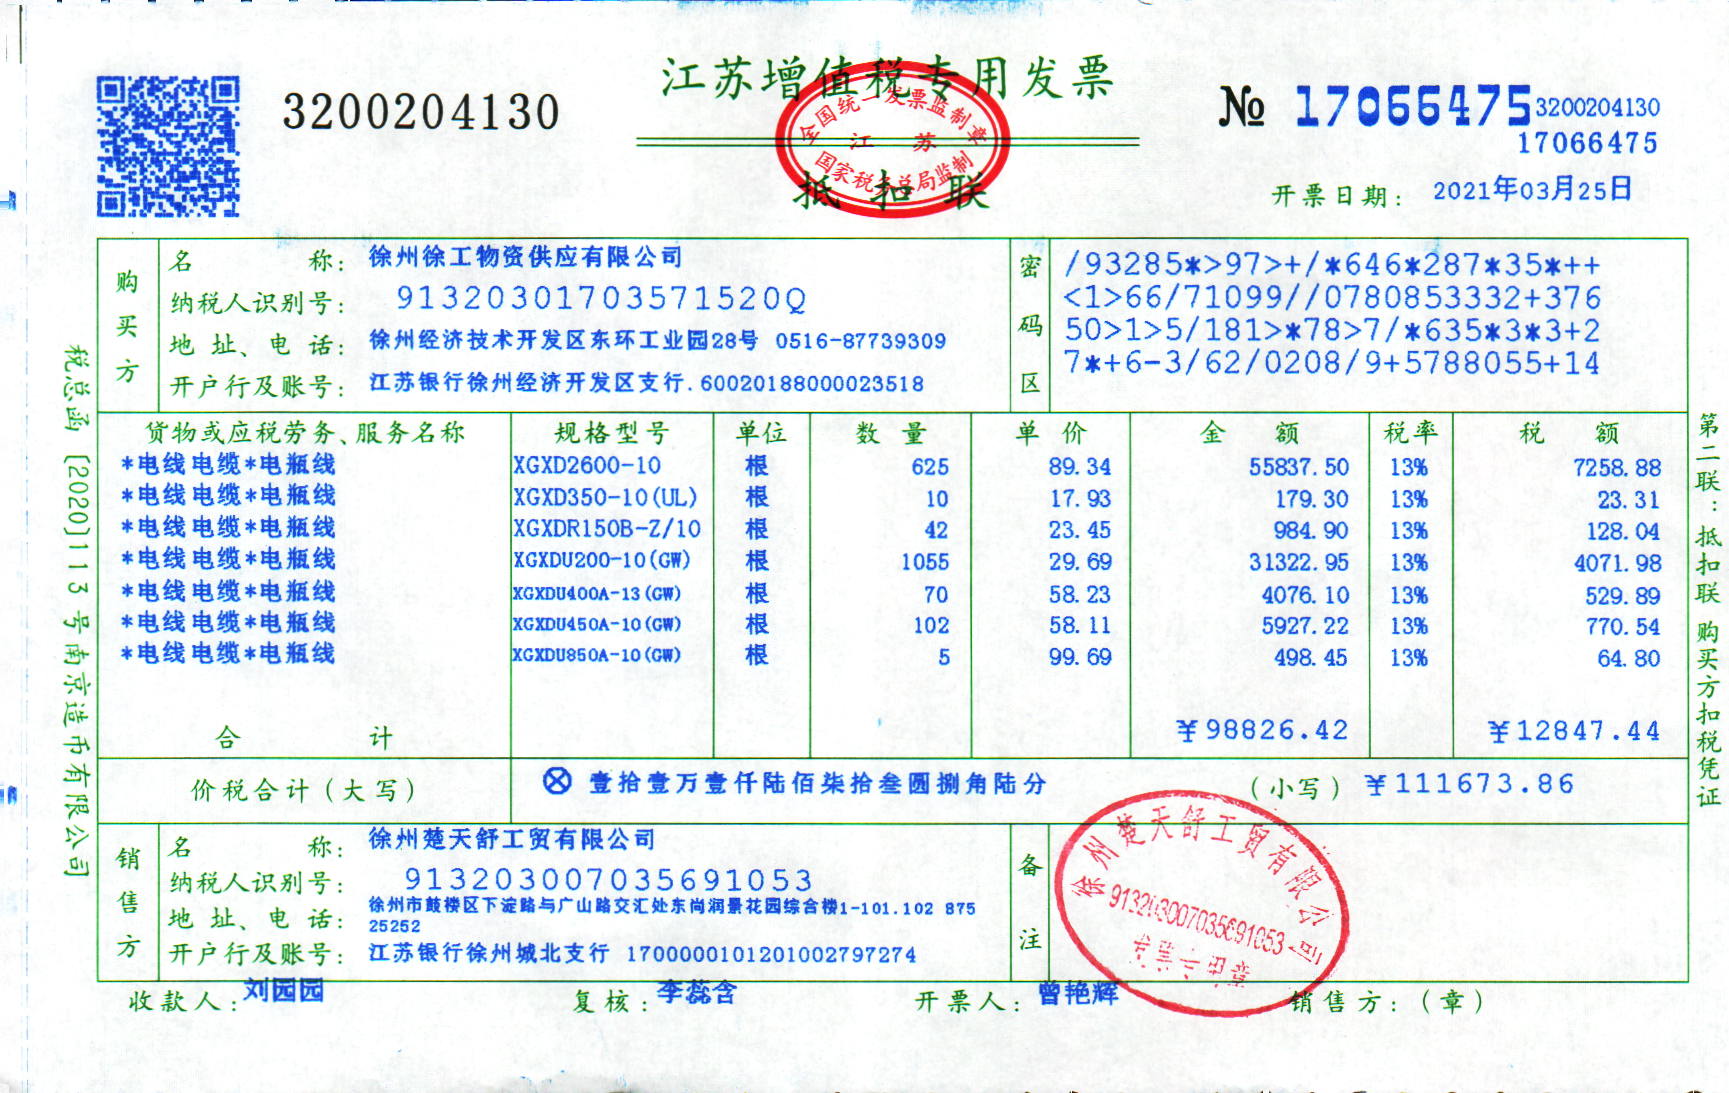 江苏增值税专用发票
3200204130
№ 17066475 3200204130
17066475
全国统一发票监制章
江苏
国家税务总局监制
抵扣联
开票日期: 2021年03月25日
税总函[2020]113号南京造币有限公司
购买方
名称: 徐州徐工物资供应有限公司
纳税人识别号: 91320301703571520Q
地址、电话: 徐州经济技术开发区东环工业园28号 0516-87739309
开户行及账号: 江苏银行徐州经济开发区支行.60020188000023518
密码区
/93285*>97>+/*646*287*35*++
<1>66/71099//0780853332+376
50>1>5/181>*78>7/*635*3*3+2
7*+6-3/62/0208/9+5788055+14
货物或应税劳务、服务名称 规格型号 单位 数量 单价 金额 税率 税额
*电线电缆*电瓶线 XGXD2600-10 根 625 89.34 55837.50 13% 7258.88
*电线电缆*电瓶线 XGXD350-10(UL) 根 10 17.93 179.30 13% 23.31
*电线电缆*电瓶线 XGXDR150B-Z/10 根 42 23.45 984.90 13% 128.04
*电线电缆*电瓶线 XGXDU200-10(GW) 根 1055 29.69 31322.95 13% 4071.98
*电线电缆*电瓶线 XGXDU400A-13(GW) 根 70 58.23 4076.10 13% 529.89
*电线电缆*电瓶线 XGXDU450A-10(GW) 根 102 58.11 5927.22 13% 770.54
*电线电缆*电瓶线 XGXDU850A-10(GW) 根 5 99.69 498.45 13% 64.80
合计 ¥98826.42 ¥12847.44
价税合计(大写) ⊗ 壹拾壹万壹仟陆佰柒拾叁圆捌角陆分 (小写) ¥111673.86
第二联:抵扣联 购买方扣税凭证
销售方
名称: 徐州楚天舒工贸有限公司
纳税人识别号: 913203007035691053
地址、电话: 徐州市鼓楼区下淀路与广山路交汇处东尚润景花园综合楼1-101.102 875
25252
开户行及账号: 江苏银行徐州城北支行 1700000101201002797274
备注
徐州楚天舒工贸有限公司
913203007035691053
发票专用章
收款人: 刘园园 复核: 李蕊含 开票人: 曾艳辉 销售方:(章)